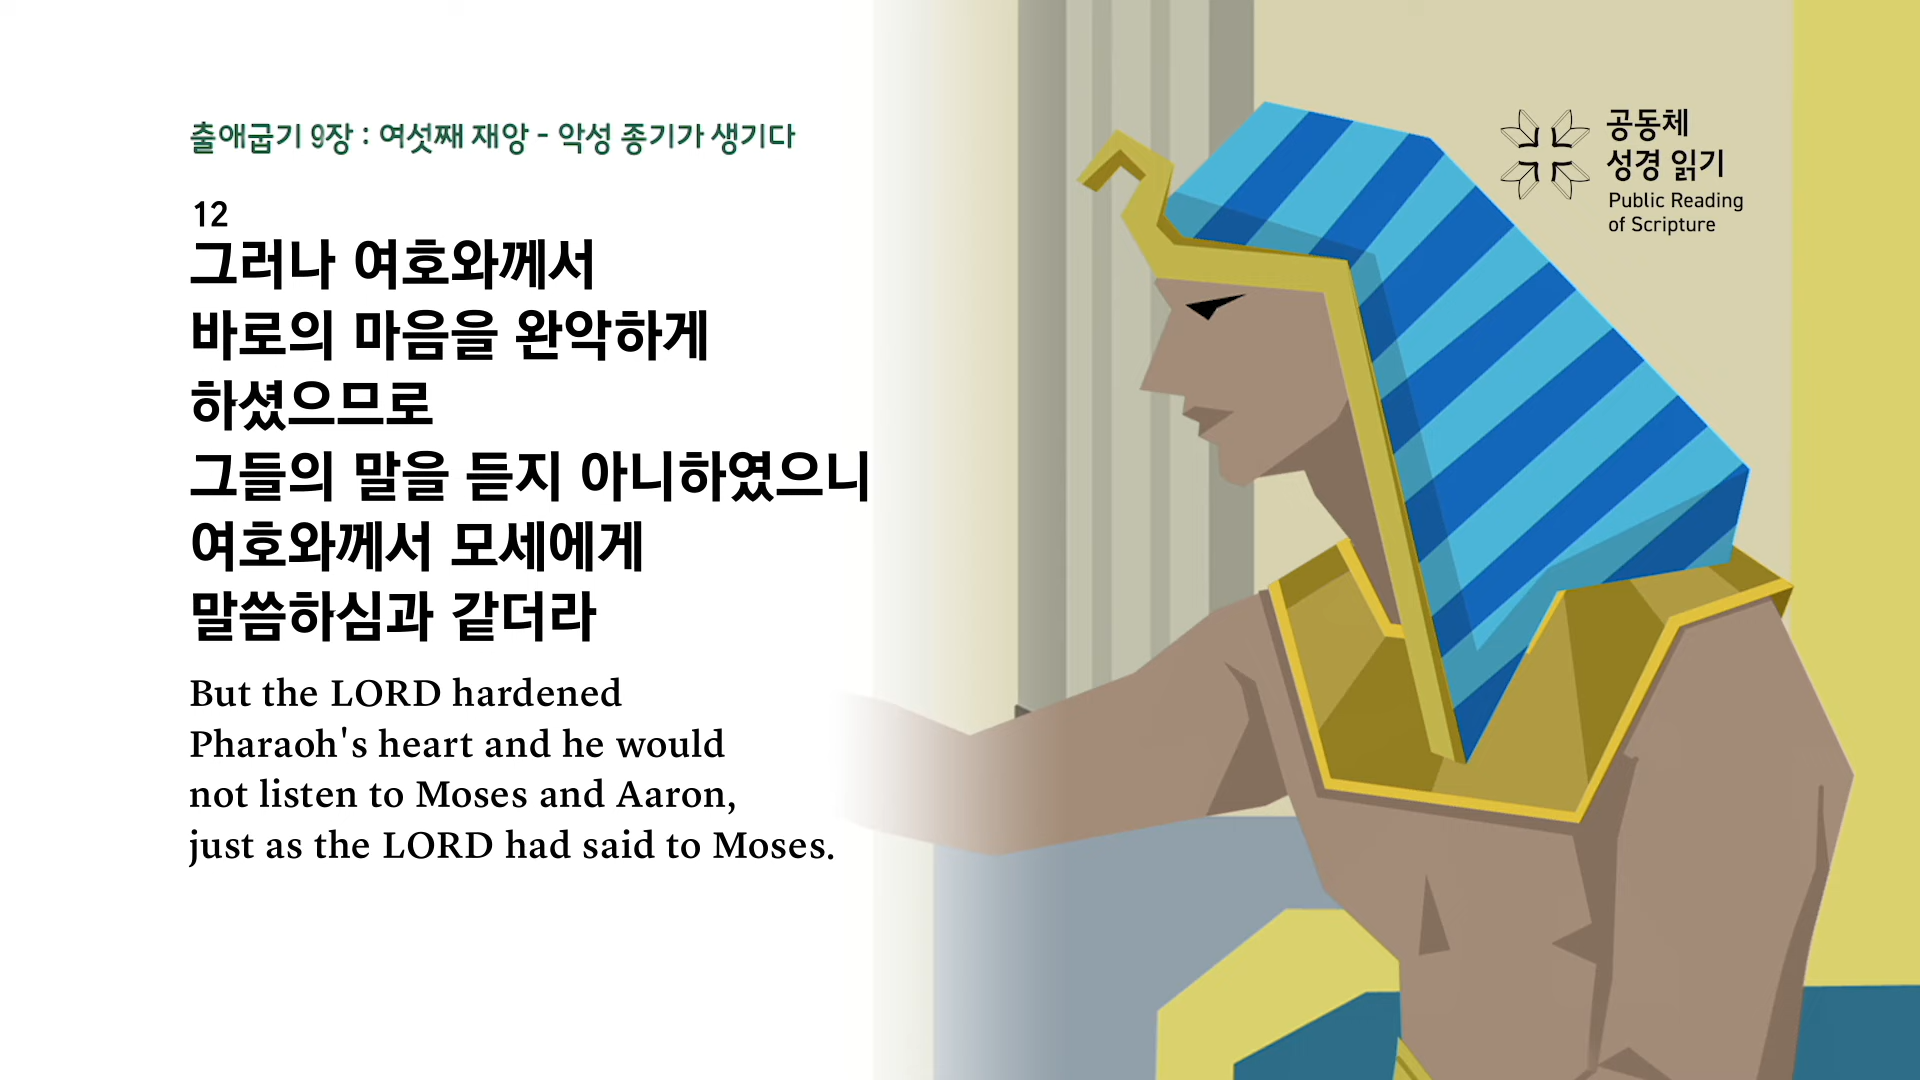 출애굽기 9장 : 여섯째 재앙 - 악성 종기가 생기다
12
그러나 여호와께서
바로의 마음을 완악하게
하셨으므로
그들의 말을 듣지 아니하였으니
여호와께서 모세에게
말씀하심과 같더라
But the LORD hardened
Pharaoh's heart and he would
not listen to Moses and Aaron,
just as the LORD had said to Moses.
공동체
성경 읽기
Public Reading
of Scripture